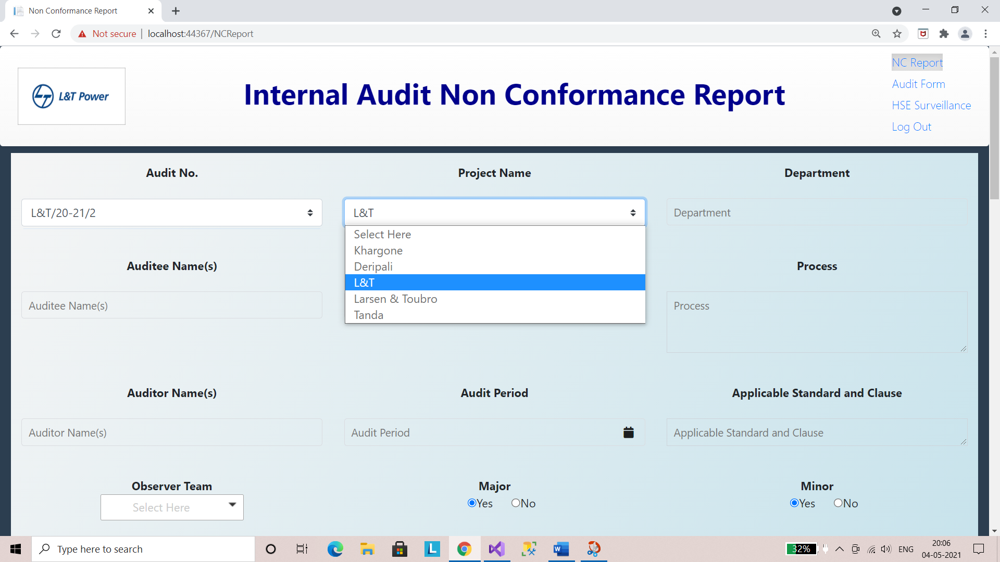 Non Conformance Report
Not secure
localhost:44367/NCReport
L&T Power
Internal Audit Non Conformance Report
NC Report
Audit Form
HSE Surveillance
Log Out
Audit No.
Project Name
Department
L&T/20-21/2
L&T
Department
Select Here
Khargone
Deripali
L&T
Larsen & Toubro
Tanda
Auditee Name(s)
Process
Auditee Name(s)
Process
Auditor Name(s)
Audit Period
Applicable Standard and Clause
Auditor Name(s)
Audit Period
Applicable Standard and Clause
Observer Team
Major
Minor
Select Here
Yes No
Yes No
Type here to search
L
W
32%
ENG
20:06
04-05-2021